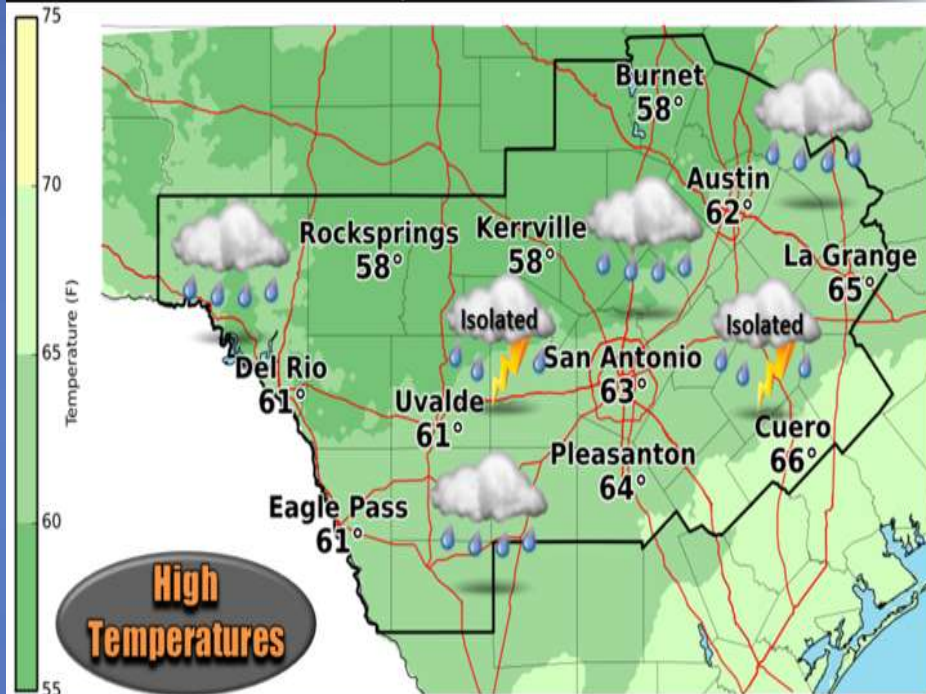 75
70
65
60
55
Temperature (F)
Burnet
58°
Austin
62°
Rocksprings
58°
Kerrville
58°
La Grange
65°
Isolated
Isolated
Del Rio
61°
San Antonio
63°
Uvalde
61°
Cuero
66°
Pleasanton
64°
Eagle Pass
61°
High
Temperatures